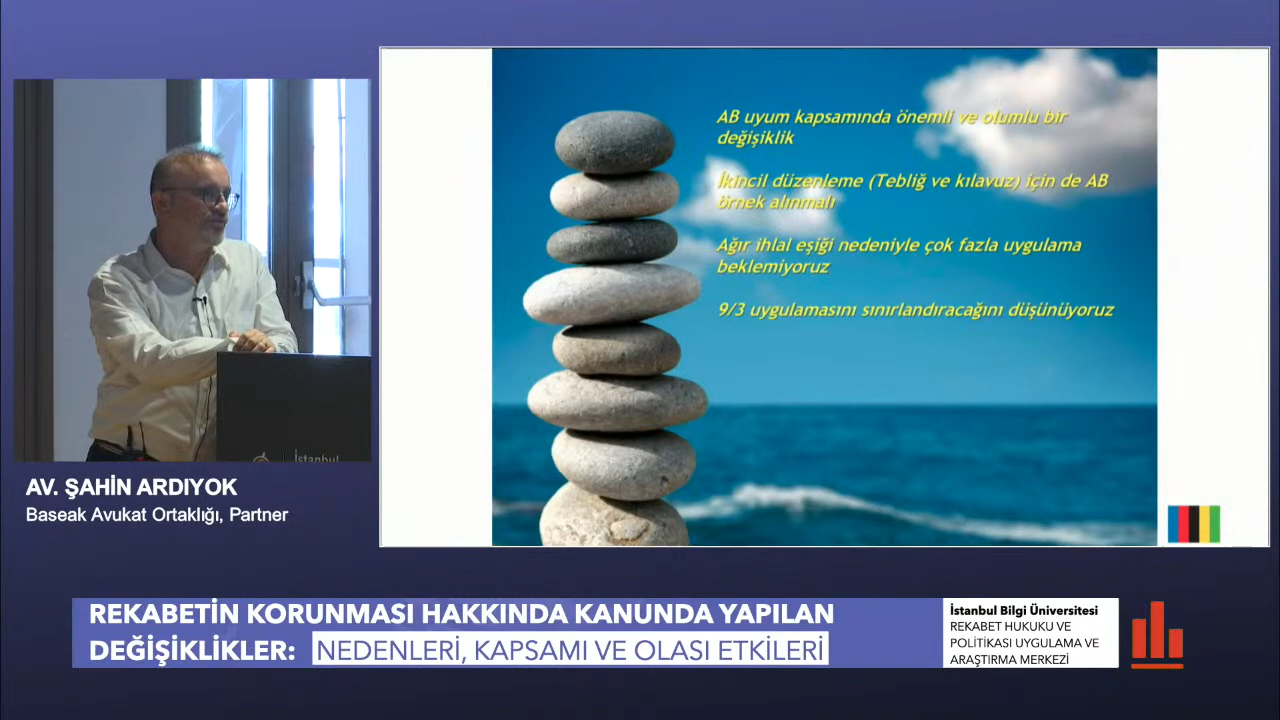 AB uyum kapsamında önemli ve olumlu bir
değişiklik
İkincil düzenleme (Tebliğ ve kılavuz) için de AB
örnek alınmalı
Ağır ihlal eşiği nedeniyle çok fazla uygulama
beklemiyoruz
9/3 uygulamasını sınırlandıracağını düşünüyoruz
İstanbul
AV. ŞAHİN ARDIYOK
Baseak Avukat Ortaklığı, Partner
REKABETİN KORUNMASI HAKKINDA KANUNDA YAPILAN
DEĞİŞİKLİKLER: NEDENLERİ, KAPSAMI VE OLASI ETKİLERİ
İstanbul Bilgi Üniversitesi
REKABET HUKUKU VE
POLİTİKASI UYGULAMA VE
ARAŞTIRMA MERKEZİ